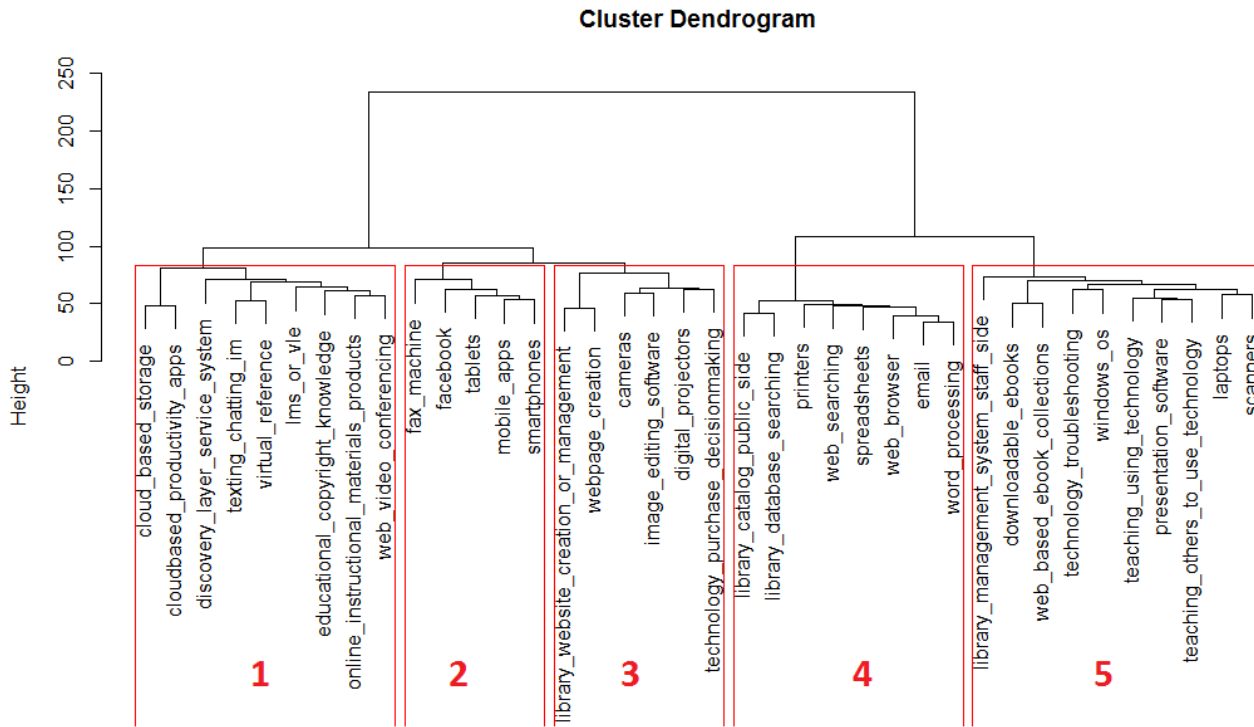 Cluster Dendrogram
Height
250
200
150
100
50
0
cloud_based_storage
cloudbased_productivity_apps
discovery_layer_service_system
texting_chatting_im
virtual_reference
lms_or_vle
educational_copyright_knowledge
online_instructional_materials_products
web_video_conferencing
fax_machine
facebook
tablets
mobile_apps
smartphones
library_website_creation_or_management
webpage_creation
cameras
image_editing_software
digital_projectors
technology_purchase_decisionmaking
library_catalog_public_side
library_database_searching
printers
web_searching
spreadsheets
web_browser
email
word_processing
library_management_system_staff_side
downloadable_ebooks
web_based_ebook_collections
technology_troubleshooting
windows_os
teaching_using_technology
presentation_software
teaching_others_to_use_technology
laptops
scanners
1
2
3
4
5